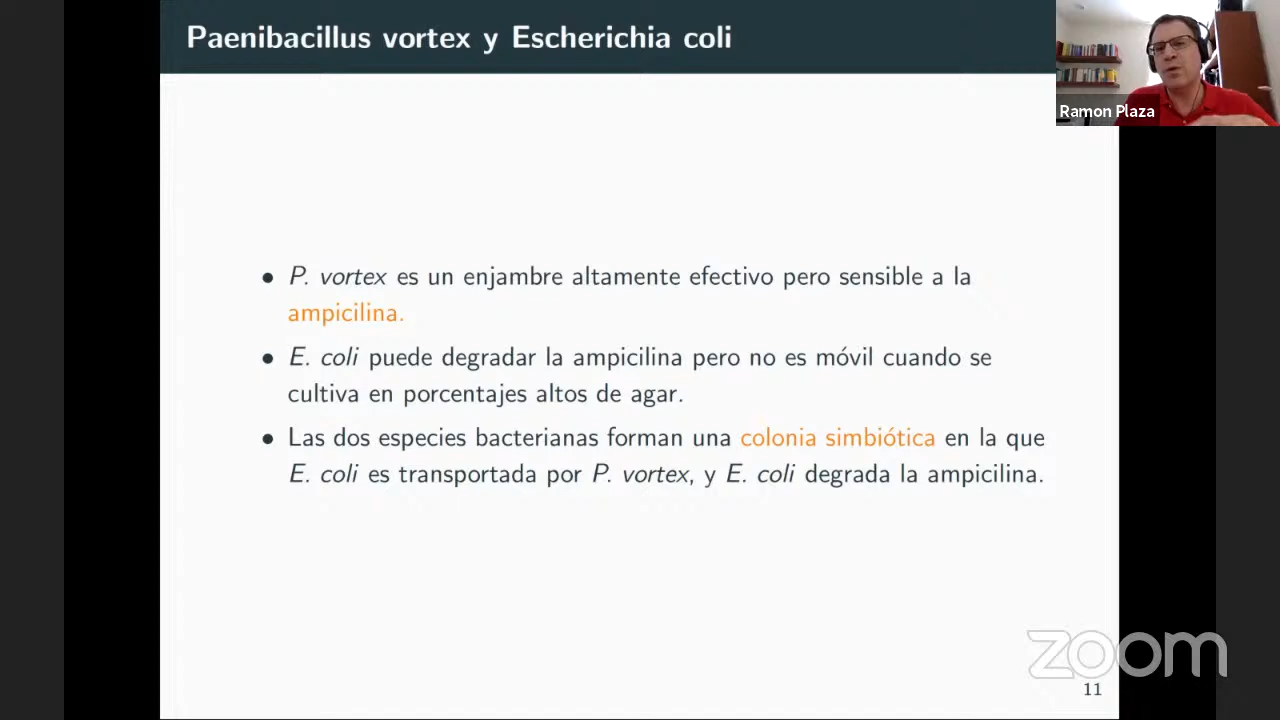 Paenibacillus vortex y Escherichia coli
Ramon Plaza
• P. vortex es un enjambre altamente efectivo pero sensible a la
ampicilina.
• E. coli puede degradar la ampicilina pero no es móvil cuando se
cultiva en porcentajes altos de agar.
• Las dos especies bacterianas forman una colonia simbiótica en la que
E. coli es transportada por P. vortex, y E. coli degrada la ampicilina.
zoom
11